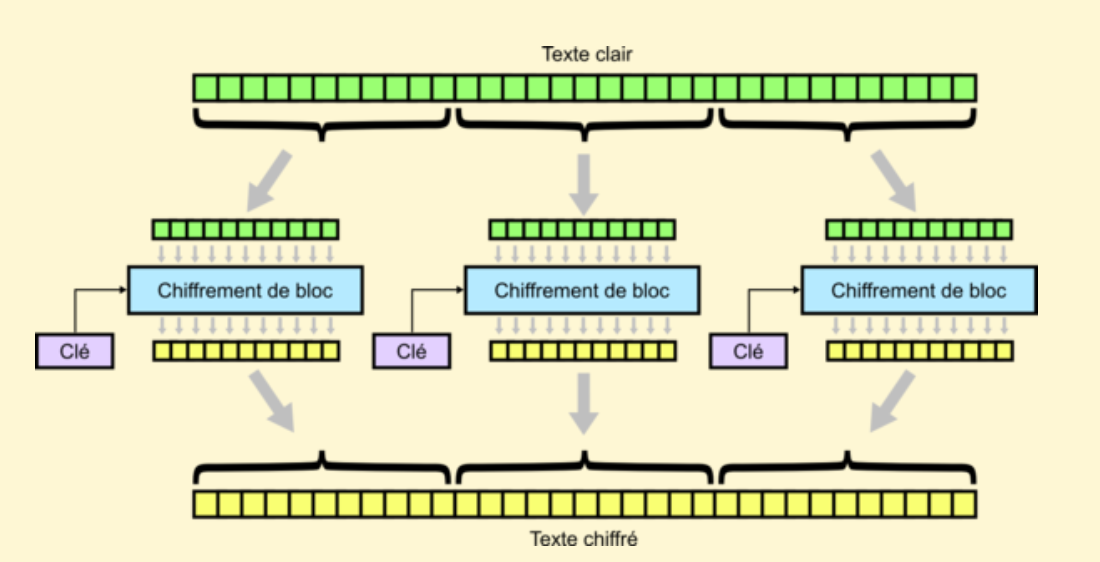 Texte clair
Chiffrement de bloc
Chiffrement de bloc
Chiffrement de bloc
Clé
Clé
Clé
Texte chiffré